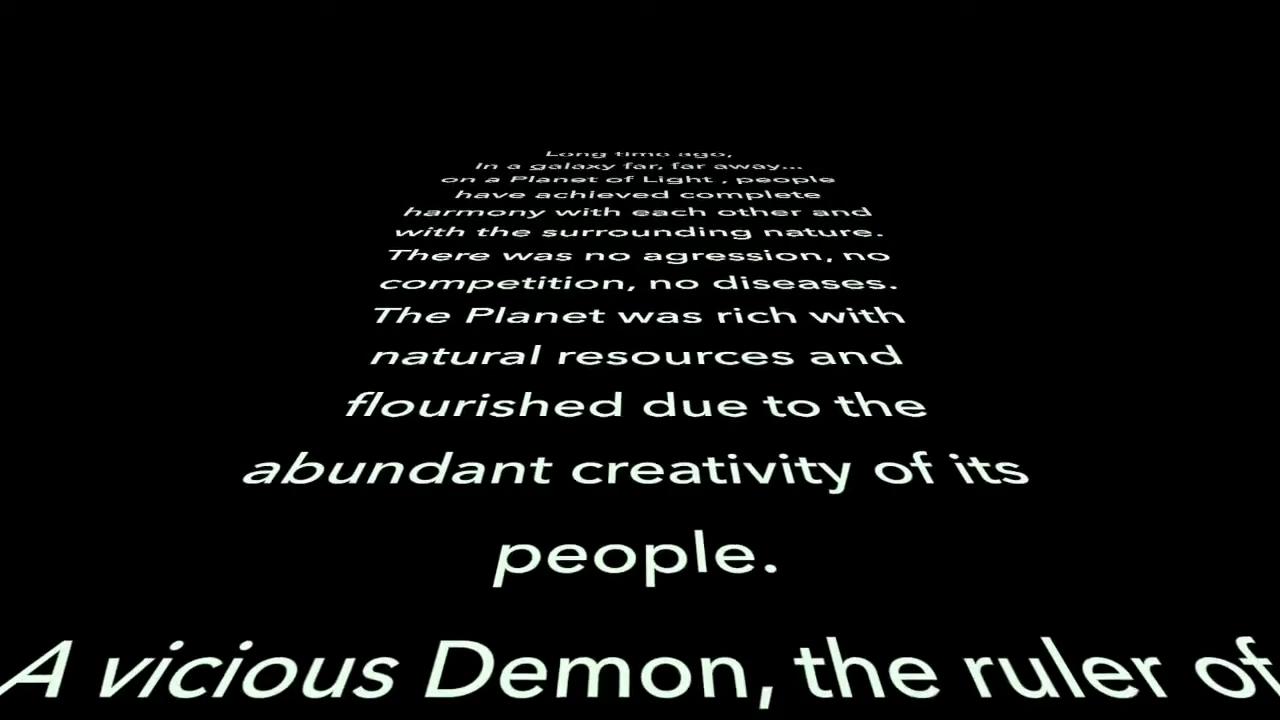 Long time ago,
In a galaxy far, far away...
on a Planet of Light , people
have achieved complete
harmony with each other and
with the surrounding nature.
There was no agression, no
competition, no diseases.
The Planet was rich with
natural resources and
flourished due to the
abundant creativity of its
people.
A vicious Demon, the ruler of